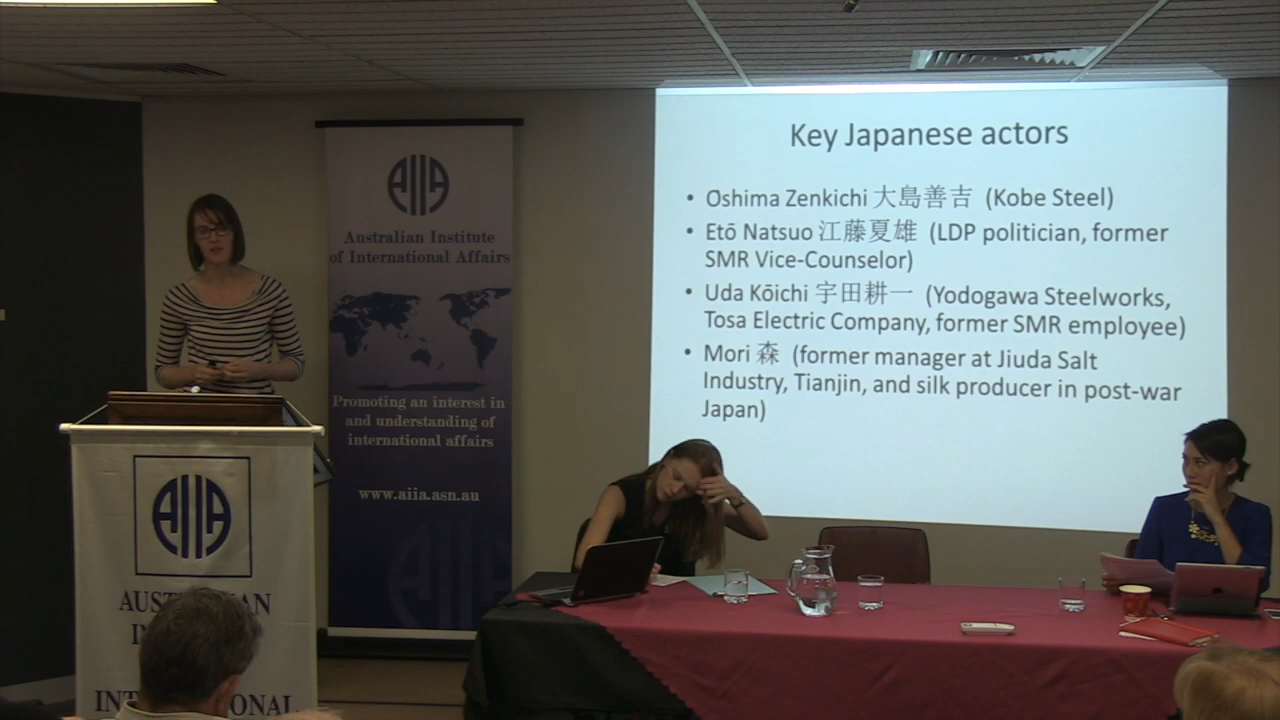 AIIA
Australian Institute
of International Affairs
Promoting an interest in
and understanding of
international affairs
www.aiia.asn.au
AIIA
Key Japanese actors
• Ōshima Zenkichi 大島善吉 (Kobe Steel)
• Etō Natsuo 江藤夏雄 (LDP politician, former
SMR Vice-Counselor)
• Uda Kōichi 宇田耕一 (Yodogawa Steelworks,
Tosa Electric Company, former SMR employee)
• Mori 森 (former manager at Jiuda Salt
Industry, Tianjin, and silk producer in post-war
Japan)